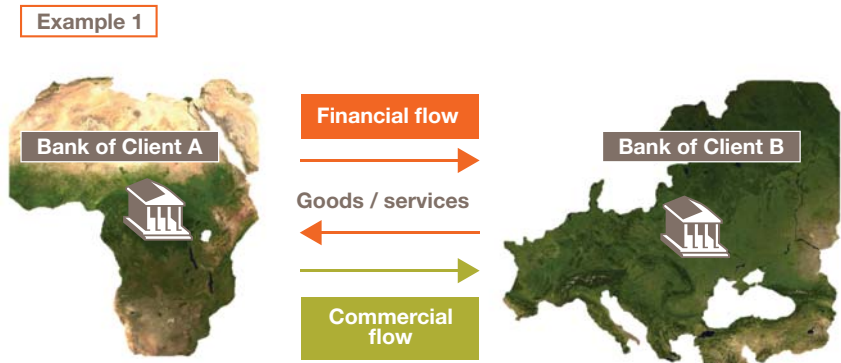 Example 1
Financial flow
Bank of Client A
Bank of Client B
Goods / services
Commercial
flow